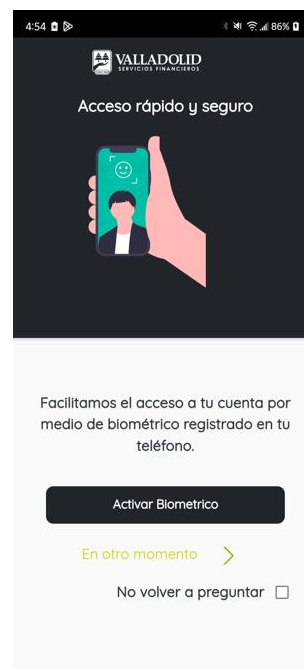 4:54
86%
VALLADOLID
SERVICIOS FINANCIEROS
Acceso rápido y seguro
Facilitamos el acceso a tu cuenta por
medio de biométrico registrado en tu
teléfono.
Activar Biometrico
En otro momento
No volver a preguntar